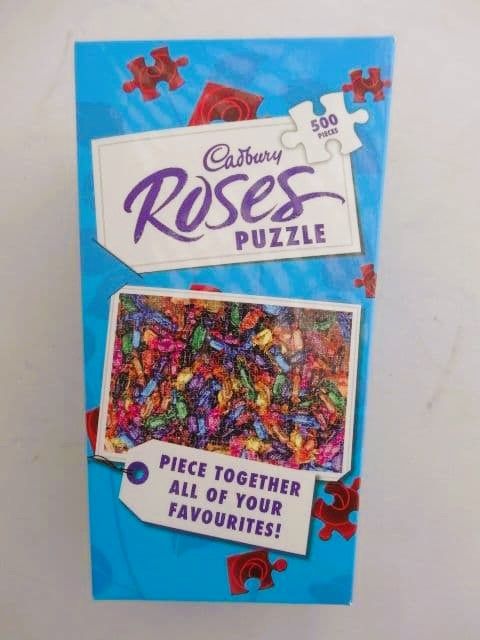 500
PIECES
Cadbury
Roses
PUZZLE
PIECE TOGETHER
ALL OF YOUR
FAVOURITES!